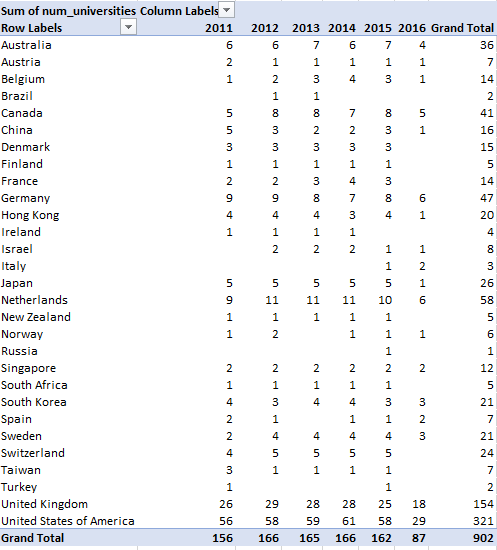 Sum of num_universities Column Labels
Row Labels 2011 2012 2013 2014 2015 2016 Grand Total
Australia 6 6 7 6 7 4 36
Austria 2 1 1 1 1 1 7
Belgium 1 2 3 4 3 1 14
Brazil 1 1 2
Canada 5 8 8 7 8 5 41
China 5 3 2 2 3 1 16
Denmark 3 3 3 3 3 15
Finland 1 1 1 1 1 5
France 2 2 3 4 3 14
Germany 9 9 8 7 8 6 47
Hong Kong 4 4 4 3 4 1 20
Ireland 1 1 1 1 4
Israel 2 2 2 1 1 8
Italy 1 2 3
Japan 5 5 5 5 5 1 26
Netherlands 9 11 11 11 10 6 58
New Zealand 1 1 1 1 1 5
Norway 1 2 1 1 1 6
Russia 1 1
Singapore 2 2 2 2 2 2 12
South Africa 1 1 1 1 1 5
South Korea 4 3 4 4 3 3 21
Spain 2 1 1 1 2 7
Sweden 2 4 4 4 4 3 21
Switzerland 4 5 5 5 5 24
Taiwan 3 1 1 1 1 7
Turkey 1 1 2
United Kingdom 26 29 28 28 25 18 154
United States of America 56 58 59 61 58 29 321
Grand Total 156 166 165 166 162 87 902